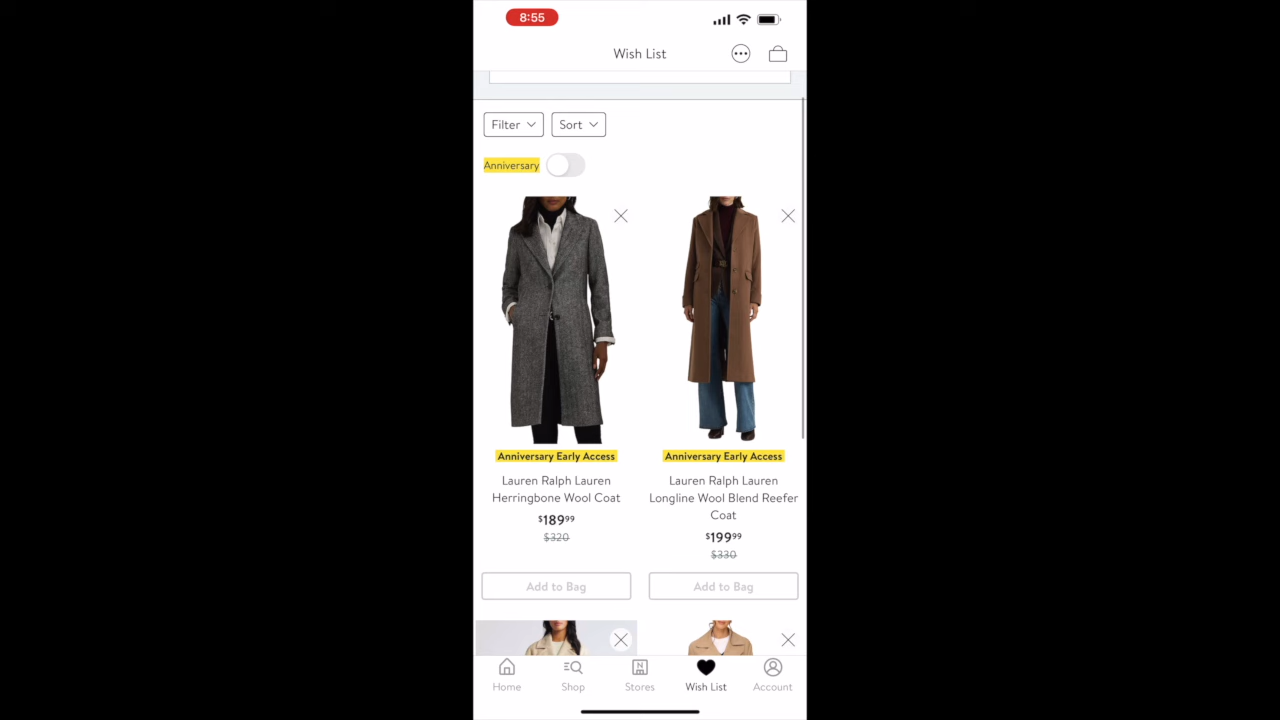 8:55
Wish List
Filter
Sort
Anniversary
Anniversary Early Access
Lauren Ralph Lauren
Herringbone Wool Coat
$189.99
$320
Add to Bag
Anniversary Early Access
Lauren Ralph Lauren
Longline Wool Blend Reefer
Coat
$199.99
$330
Add to Bag
Home
Shop
N
Stores
Wish List
Account